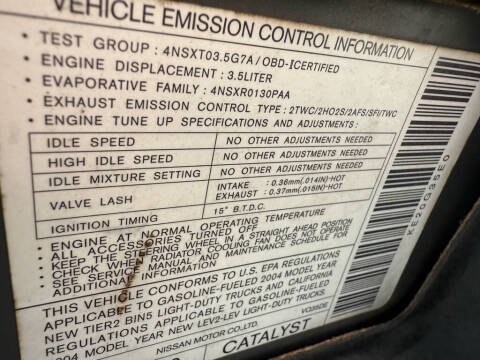 VEHICLE EMISSION CONTROL INFORMATION
• TEST GROUP : 4NSXT03.5G7A / OBD-ICERTIFIED
• ENGINE DISPLACEMENT : 3.5LITER
• EVAPORATIVE FAMILY : 4NSXR0130PAA
• EXHAUST EMISSION CONTROL TYPE : 2TWC/2HO2S/2AFS/SFI/TWC
• ENGINE TUNE UP SPECIFICATIONS AND ADJUSTMENTS:
IDLE SPEED NO OTHER ADJUSTMENTS NEEDED
HIGH IDLE SPEED NO OTHER ADJUSTMENTS NEEDED
IDLE MIXTURE SETTING NO OTHER ADJUSTMENTS NEEDED
VALVE LASH INTAKE : 0.36mm(.014IN)-HOT
EXHAUST : 0.37mm(.015IN)-HOT
IGNITION TIMING 15° B.T.D.C.
• ENGINE AT NORMAL OPERATING TEMPERATURE
• ALL ACCESSORIES TURNED OFF
• KEEP THE STEERING WHEEL IN A STRAIGHT AHEAD POSITION
• CHECK WHEN RADIATOR COOLING FAN DOES NOT OPERATE
• SEE SERVICE MANUAL AND MAINTENANCE SCHEDULE FOR
ADDITIONAL INFORMATION
THIS VEHICLE CONFORMS TO U.S. EPA REGULATIONS
APPLICABLE TO GASOLINE-FUELED 2004 MODEL YEAR
NEW TIER2 BIN5 LIGHT-DUTY TRUCKS AND CALIFORNIA
REGULATIONS APPLICABLE TO GASOLINE-FUELED
2004 MODEL YEAR NEW LEV2-LEV LIGHT-DUTY TRUCKS.
NISSAN MOTOR CO.,LTD. VQ35DE
CATALYST